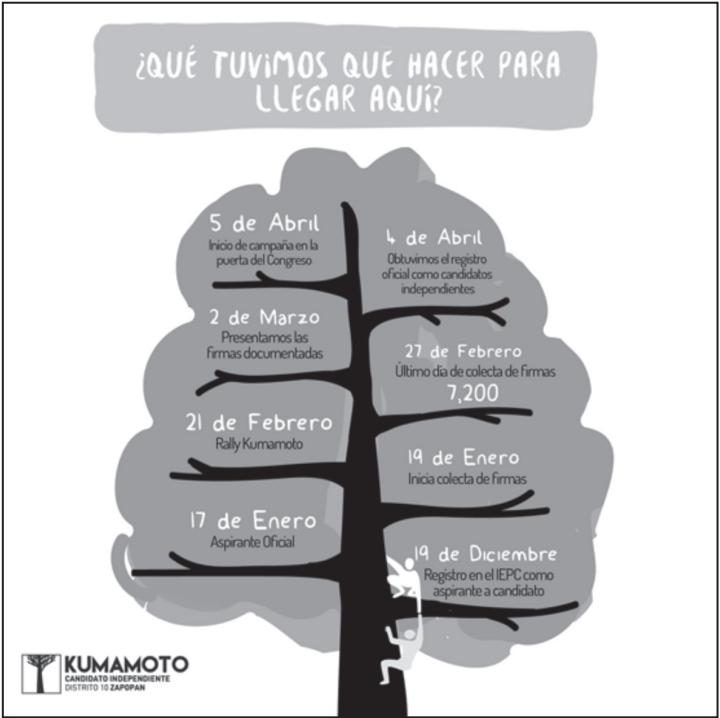 ¿QUÉ TUVIMOS QUE HACER PARA
LLEGAR AQUÍ?
5 de Abril
Inicio de campaña en la
puerta del Congreso
4 de Abril
Obtuvimos el registro
oficial como candidatos
independientes
2 de Marzo
Presentamos las
firmas documentadas
27 de Febrero
Último día de colecta de firmas
7,200
21 de Febrero
Rally Kumamoto
19 de Enero
Inicia colecta de firmas
17 de Enero
Aspirante Oficial
19 de Diciembre
Registro en el IEPC como
aspirante a candidato
KUMAMOTO
CANDIDATO INDEPENDIENTE
DISTRITO 10 ZAPOPAN